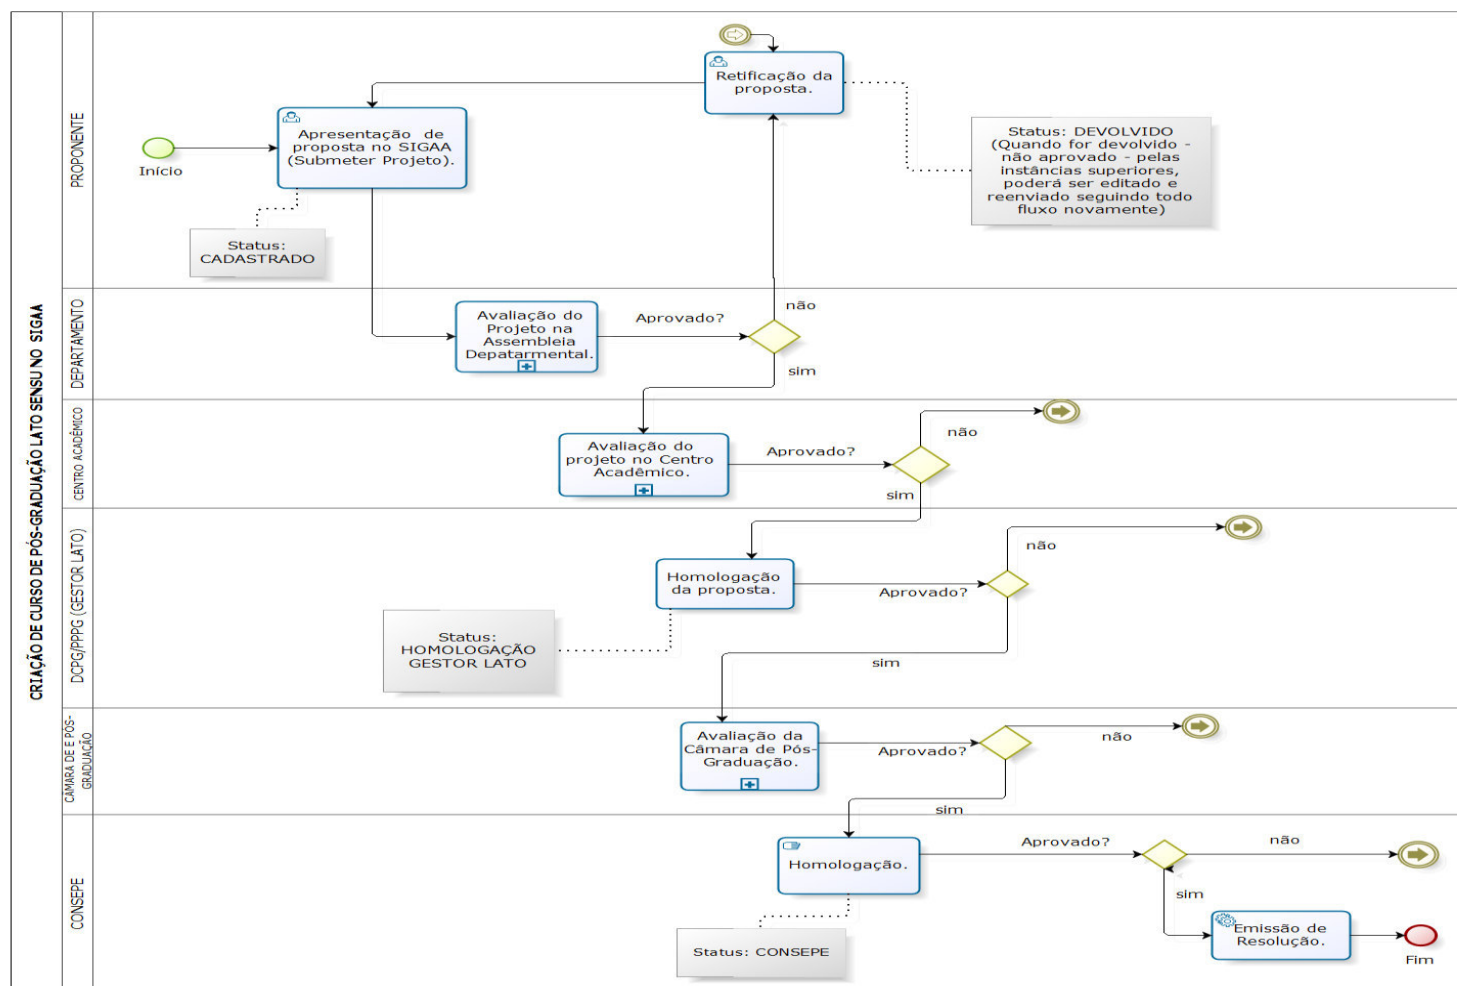 CRIAÇÃO DE CURSO DE PÓS-GRADUAÇÃO LATO SENSU NO SIGAA
PROPONENTE
Início
Apresentação de
proposta no SIGAA
(Submeter Projeto).
Status:
CADASTRADO
Retificação da
proposta.
Status: DEVOLVIDO
(Quando for devolvido -
não aprovado - pelas
instâncias superiores,
poderá ser editado e
reenviado seguindo todo
fluxo novamente)
DEPARTAMENTO
Avaliação do
Projeto na
Assembleia
Depatarmental.
Aprovado?
não
sim
CENTRO ACADÊMICO
Avaliação do
projeto no Centro
Acadêmico.
Aprovado?
não
sim
DCPG/PPPG (GESTOR LATO)
Homologação
da proposta.
Aprovado?
não
sim
Status:
HOMOLOGAÇÃO
GESTOR LATO
CÂMARA DE E PÓS-
GRADUAÇÃO
Avaliação da
Câmara de Pós-
Graduação.
Aprovado?
não
sim
CONSEPE
Homologação.
Aprovado?
não
sim
Status: CONSEPE
Emissão de
Resolução.
Fim